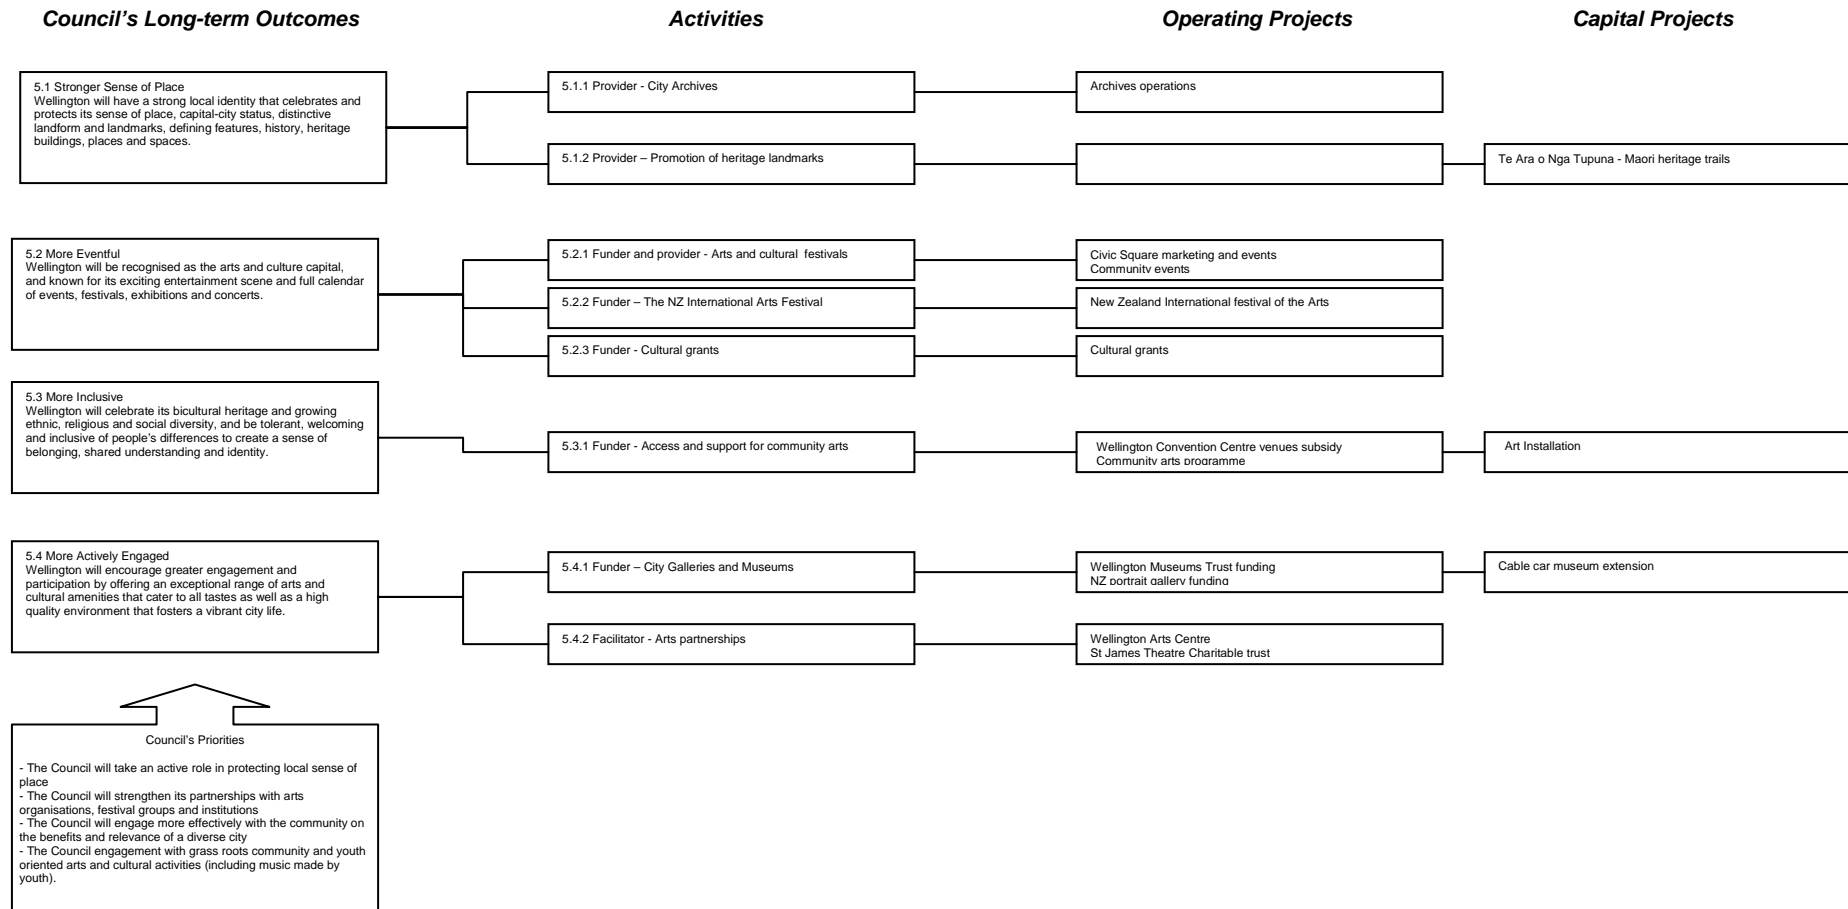 Council's Long-term Outcomes
Activities
Operating Projects
Capital Projects
5.1 Stronger Sense of Place
Wellington will have a strong local identity that celebrates and
protects its sense of place, capital-city status, distinctive
landform and landmarks, defining features, history, heritage
buildings, places and spaces.
5.1.1 Provider - City Archives
Archives operations
5.1.2 Provider – Promotion of heritage landmarks
Te Ara o Nga Tupuna - Maori heritage trails
5.2 More Eventful
Wellington will be recognised as the arts and culture capital,
and known for its exciting entertainment scene and full calendar
of events, festivals, exhibitions and concerts.
5.2.1 Funder and provider - Arts and cultural  festivals
Civic Square marketing and events
Community events
5.2.2 Funder – The NZ International Arts Festival
New Zealand International festival of the Arts
5.2.3 Funder - Cultural grants
Cultural grants
5.3 More Inclusive
Wellington will celebrate its bicultural heritage and growing
ethnic, religious and social diversity, and be tolerant, welcoming
and inclusive of people's differences to create a sense of
belonging, shared understanding and identity.
5.3.1 Funder - Access and support for community arts
Wellington Convention Centre venues subsidy
Community arts programme
Art Installation
5.4 More Actively Engaged
Wellington will encourage greater engagement and
participation by offering an exceptional range of arts and
cultural amenities that cater to all tastes as well as a high
quality environment that fosters a vibrant city life.
5.4.1 Funder – City Galleries and Museums
Wellington Museums Trust funding
NZ portrait gallery funding
Cable car museum extension
5.4.2 Facilitator - Arts partnerships
Wellington Arts Centre
St James Theatre Charitable trust
Council's Priorities
- The Council will take an active role in protecting local sense of
place
- The Council will strengthen its partnerships with arts
organisations, festival groups and institutions
- The Council will engage more effectively with the community on
the benefits and relevance of a diverse city
- The Council engagement with grass roots community and youth
oriented arts and cultural activities (including music made by
youth).